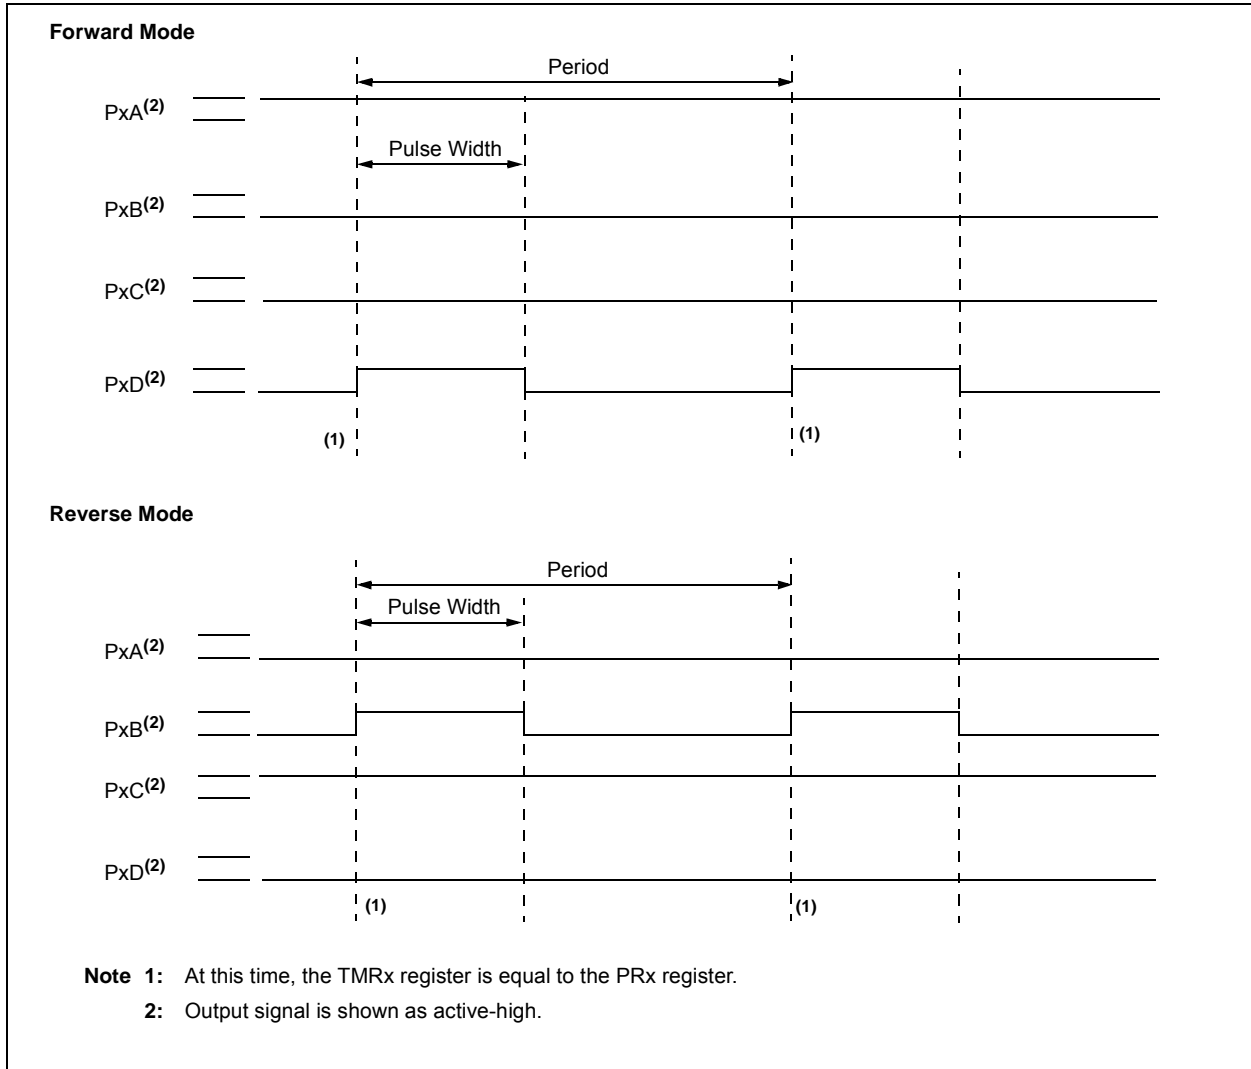 Forward Mode
Period
PxA(2)
Pulse Width
PxB(2)
PxC(2)
PxD(2)
(1)
(1)
Reverse Mode
Period
Pulse Width
PxA(2)
PxB(2)
PxC(2)
PxD(2)
(1)
(1)
Note 1: At this time, the TMRx register is equal to the PRx register.
2: Output signal is shown as active-high.